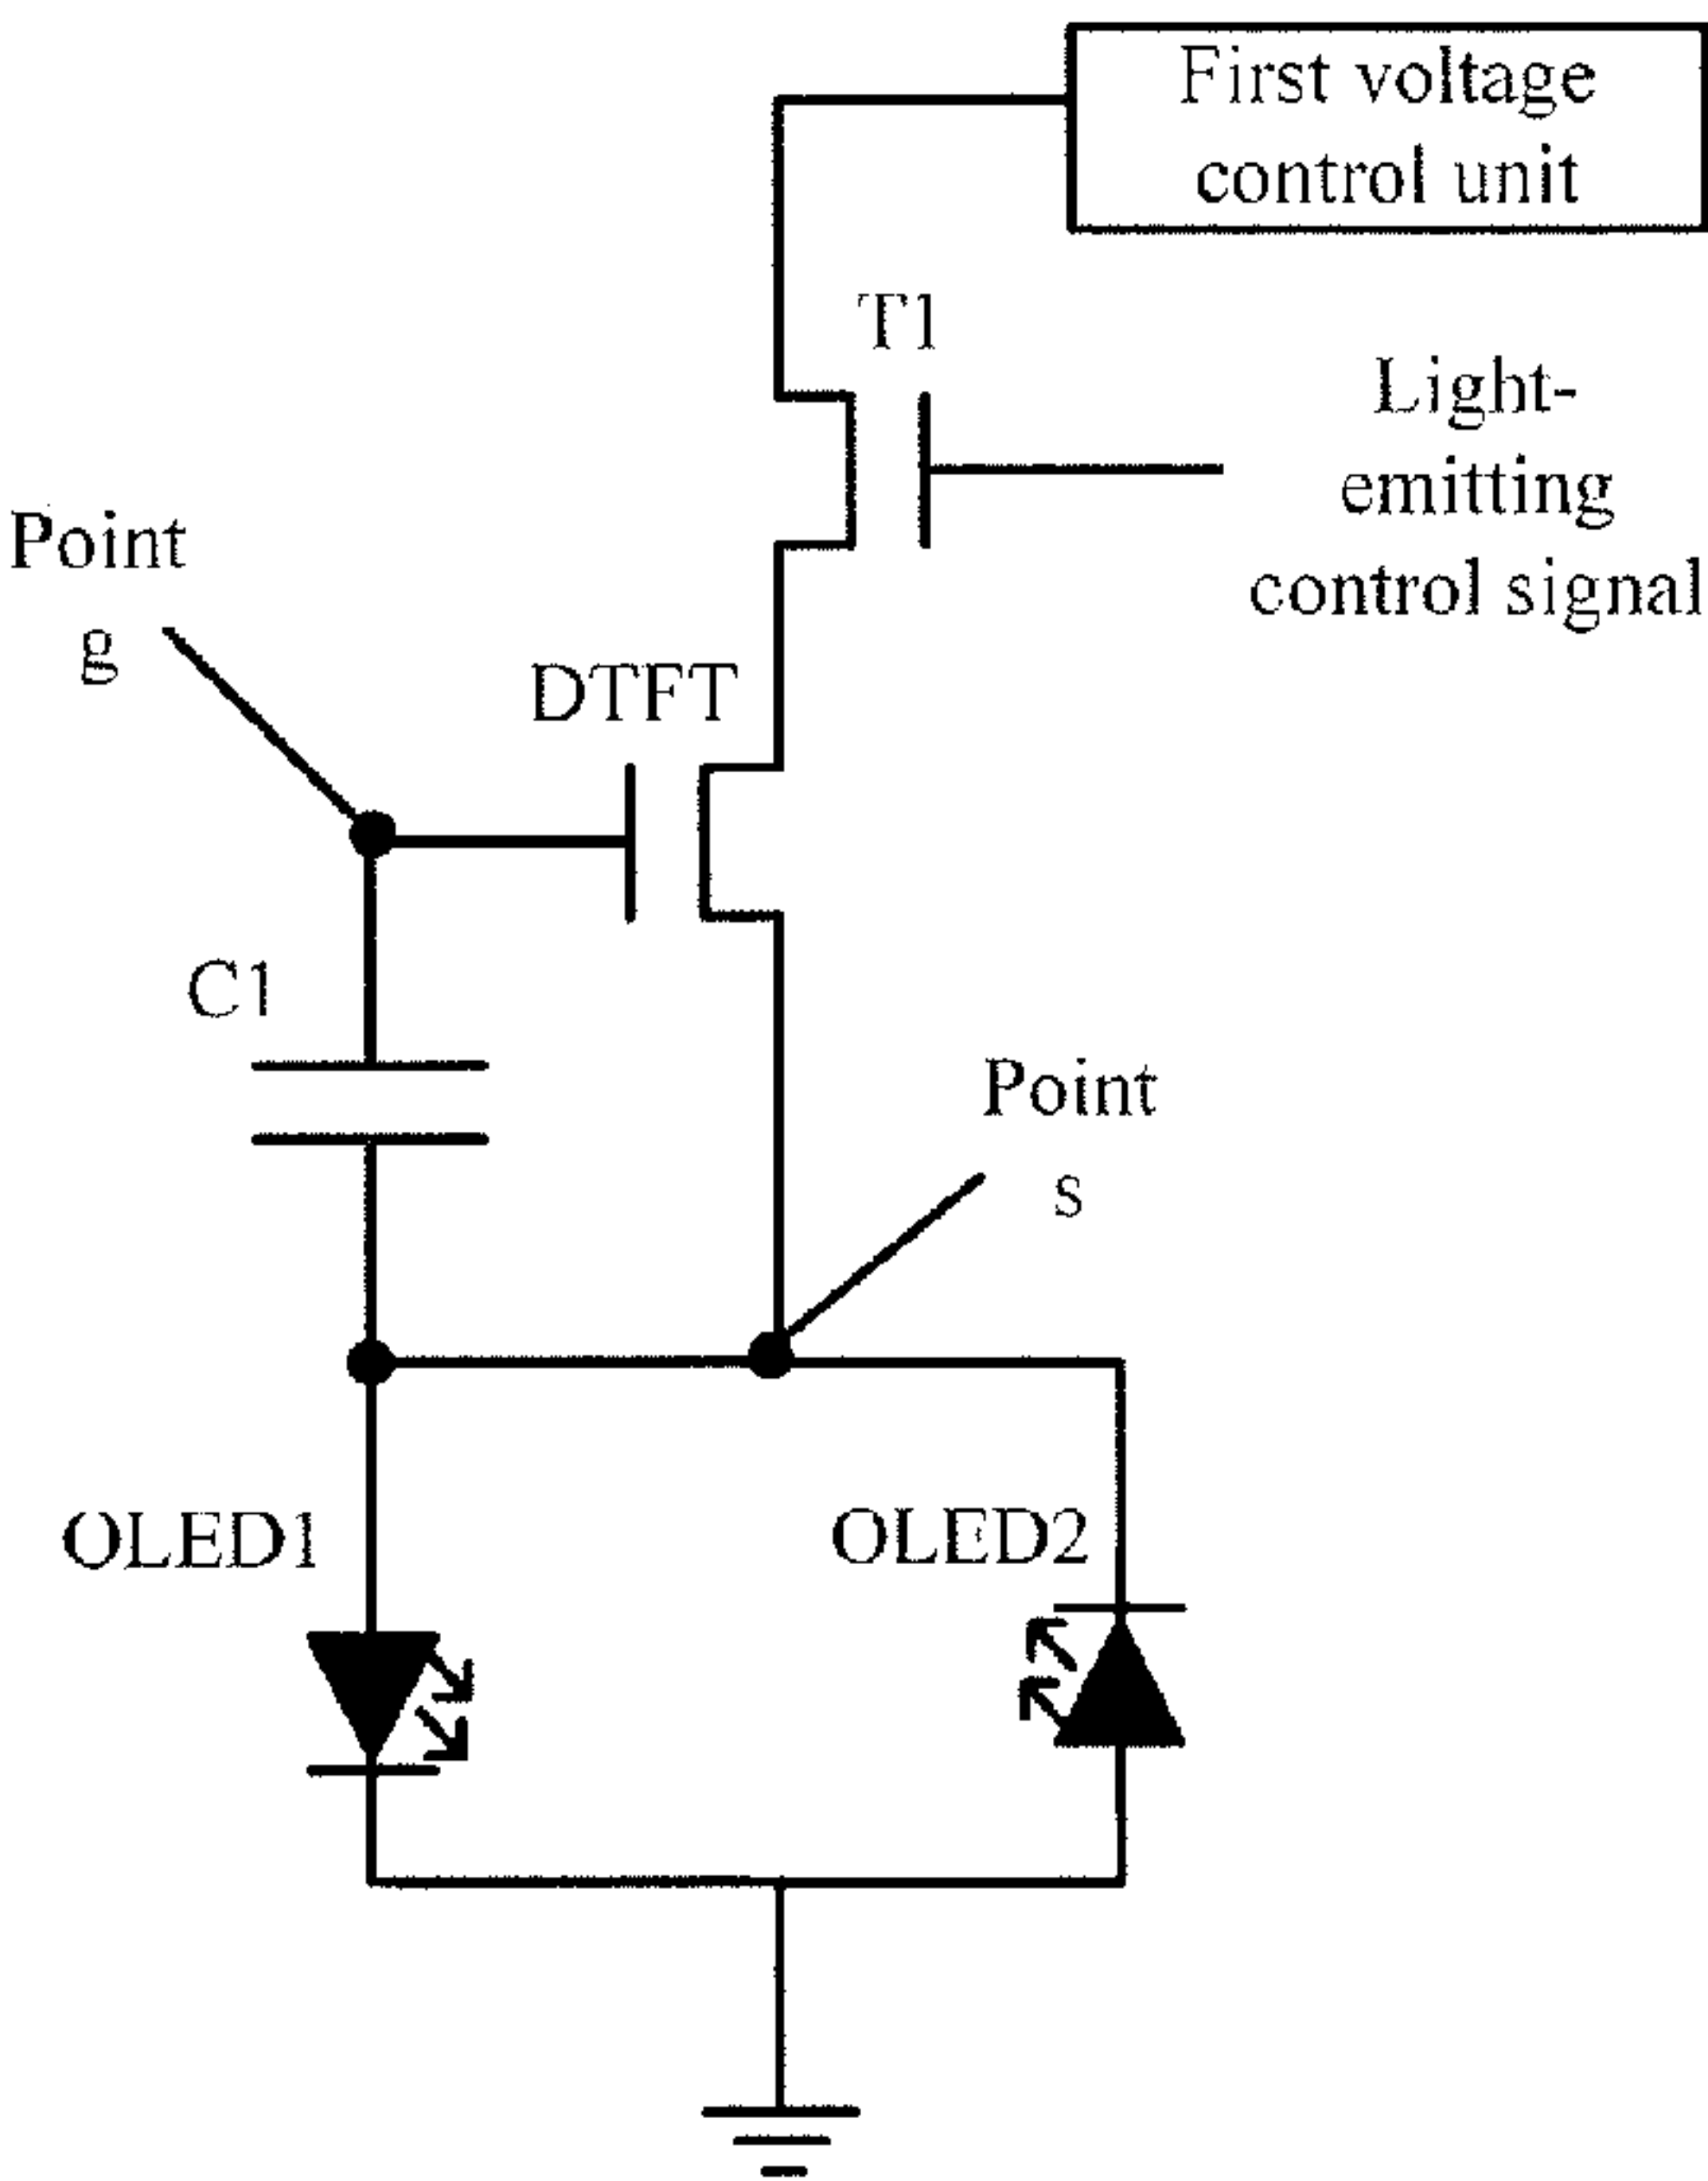 First voltage
control unit
T1
Light-
emitting
control signal
Point
g
DTFT
C1
Point
s
OLED1
OLED2